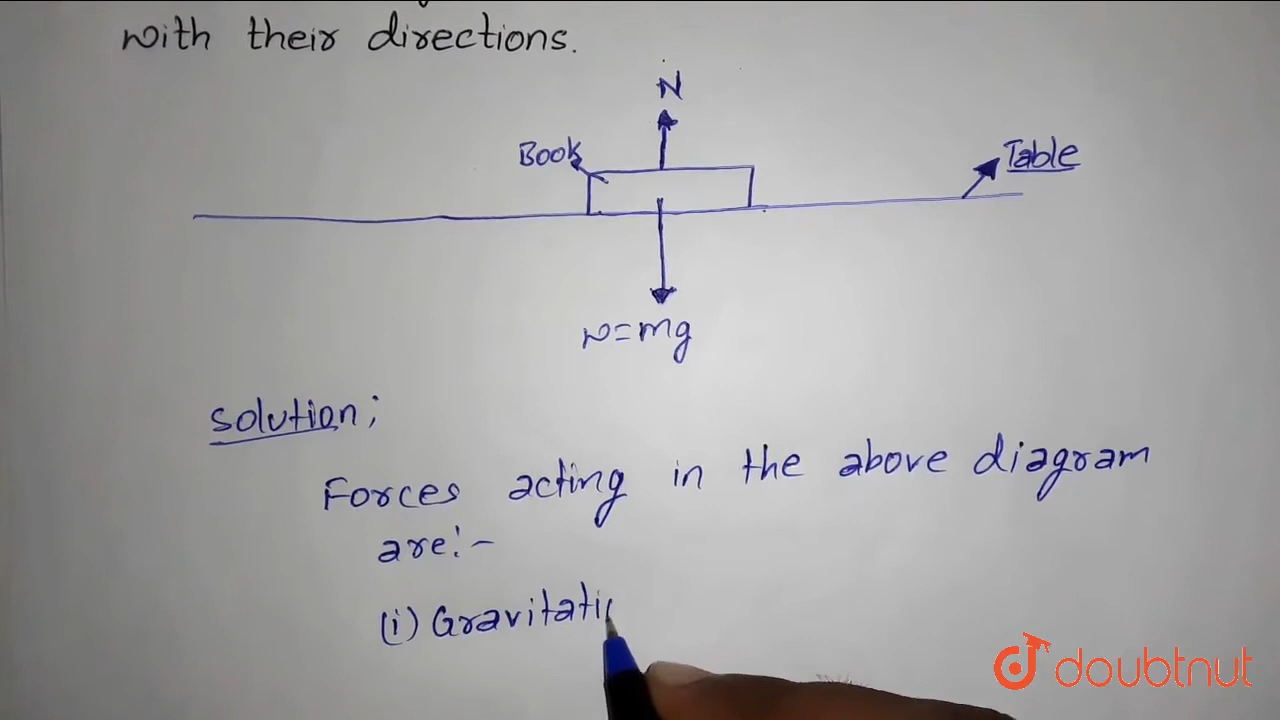 with their directions.
N
Book
Table
w=mg
Solution;
Forces acting in the above diagram
are:-
(i) Gravitati
doubtnut